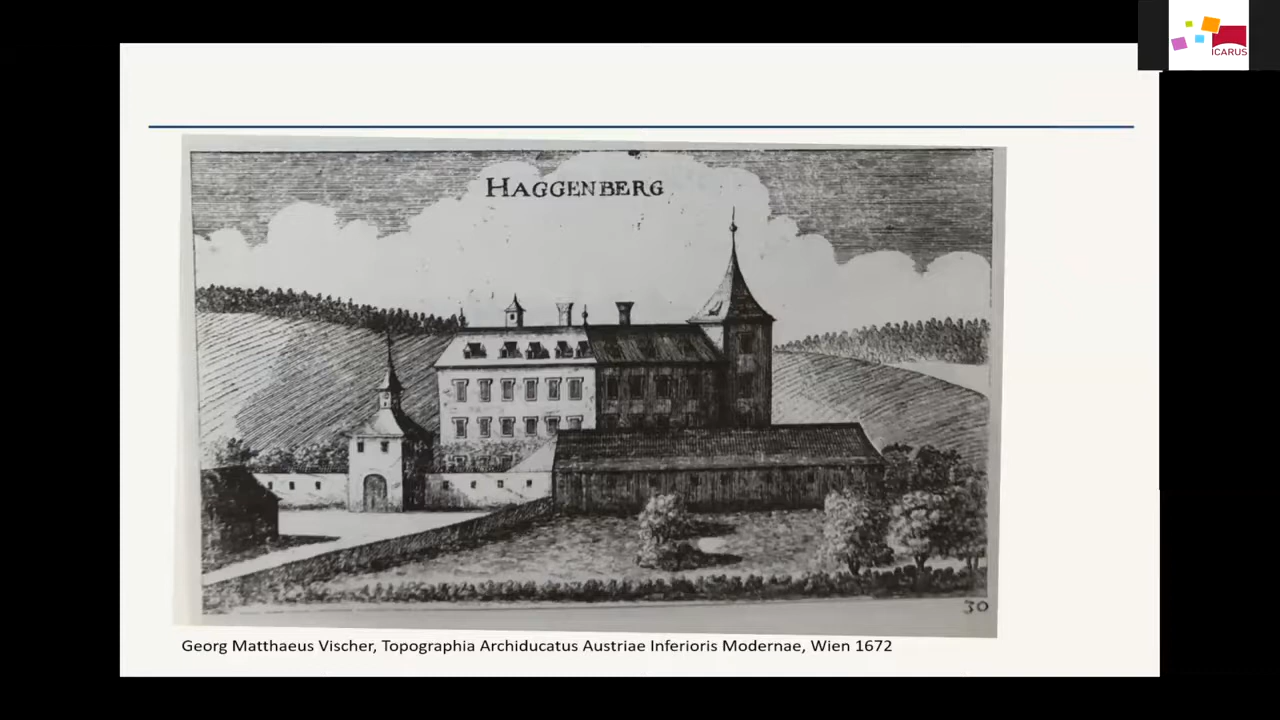 ICARUS
HAGGENBERG
30
Georg Matthaeus Vischer, Topographia Archiducatus Austriae Inferioris Modernae, Wien 1672